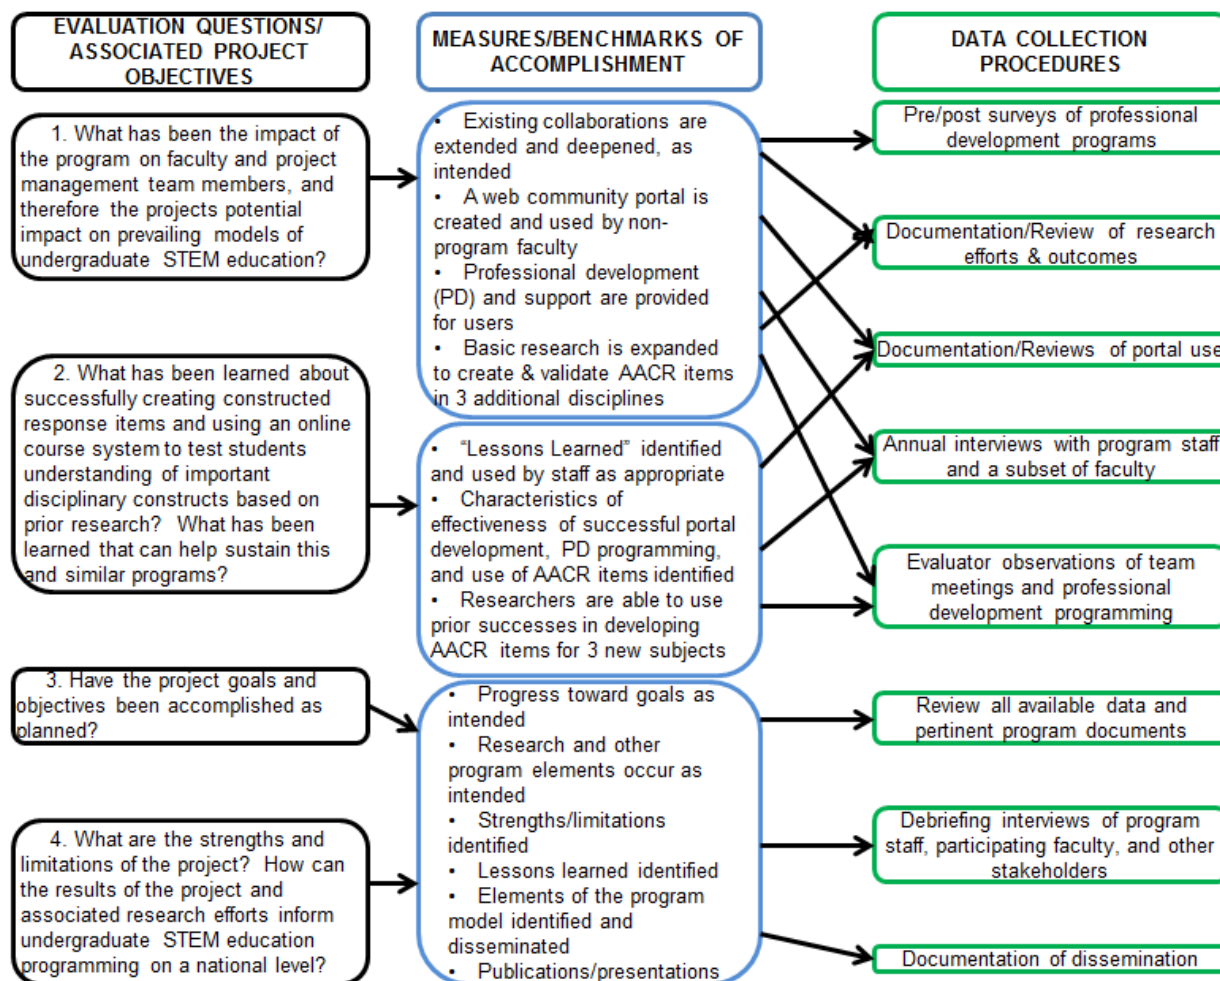 EVALUATION QUESTIONS/
ASSOCIATED PROJECT
OBJECTIVES
1. What has been the impact of
the program on faculty and project
management team members, and
therefore the projects potential
impact on prevailing models of
undergraduate STEM education?
2. What has been learned about
successfully creating constructed
response items and using an online
course system to test students
understanding of important
disciplinary constructs based on
prior research? What has been
learned that can help sustain this
and similar programs?
3. Have the project goals and
objectives been accomplished as
planned?
4. What are the strengths and
limitations of the project? How can
the results of the project and
associated research efforts inform
undergraduate STEM education
programming on a national level?
MEASURES/BENCHMARKS OF
ACCOMPLISHMENT
• Existing collaborations are
extended and deepened, as
intended
• A web community portal is
created and used by non-
program faculty
• Professional development
(PD) and support are provided
for users
• Basic research is expanded
to create & validate AACR items
in 3 additional disciplines
• “Lessons Learned” identified
and used by staff as appropriate
• Characteristics of
effectiveness of successful portal
development, PD programming,
and use of AACR items identified
• Researchers are able to use
prior successes in developing
AACR items for 3 new subjects
• Progress toward goals as
intended
• Research and other
program elements occur as
intended
• Strengths/limitations
identified
• Lessons learned identified
• Elements of the program
model identified and
disseminated
• Publications/presentations
DATA COLLECTION
PROCEDURES
Pre/post surveys of professional
development programs
Documentation/Review of research
efforts & outcomes
Documentation/Reviews of portal use
Annual interviews with program staff
and a subset of faculty
Evaluator observations of team
meetings and professional
development programming
Review all available data and
pertinent program documents
Debriefing interviews of program
staff, participating faculty, and other
stakeholders
Documentation of dissemination